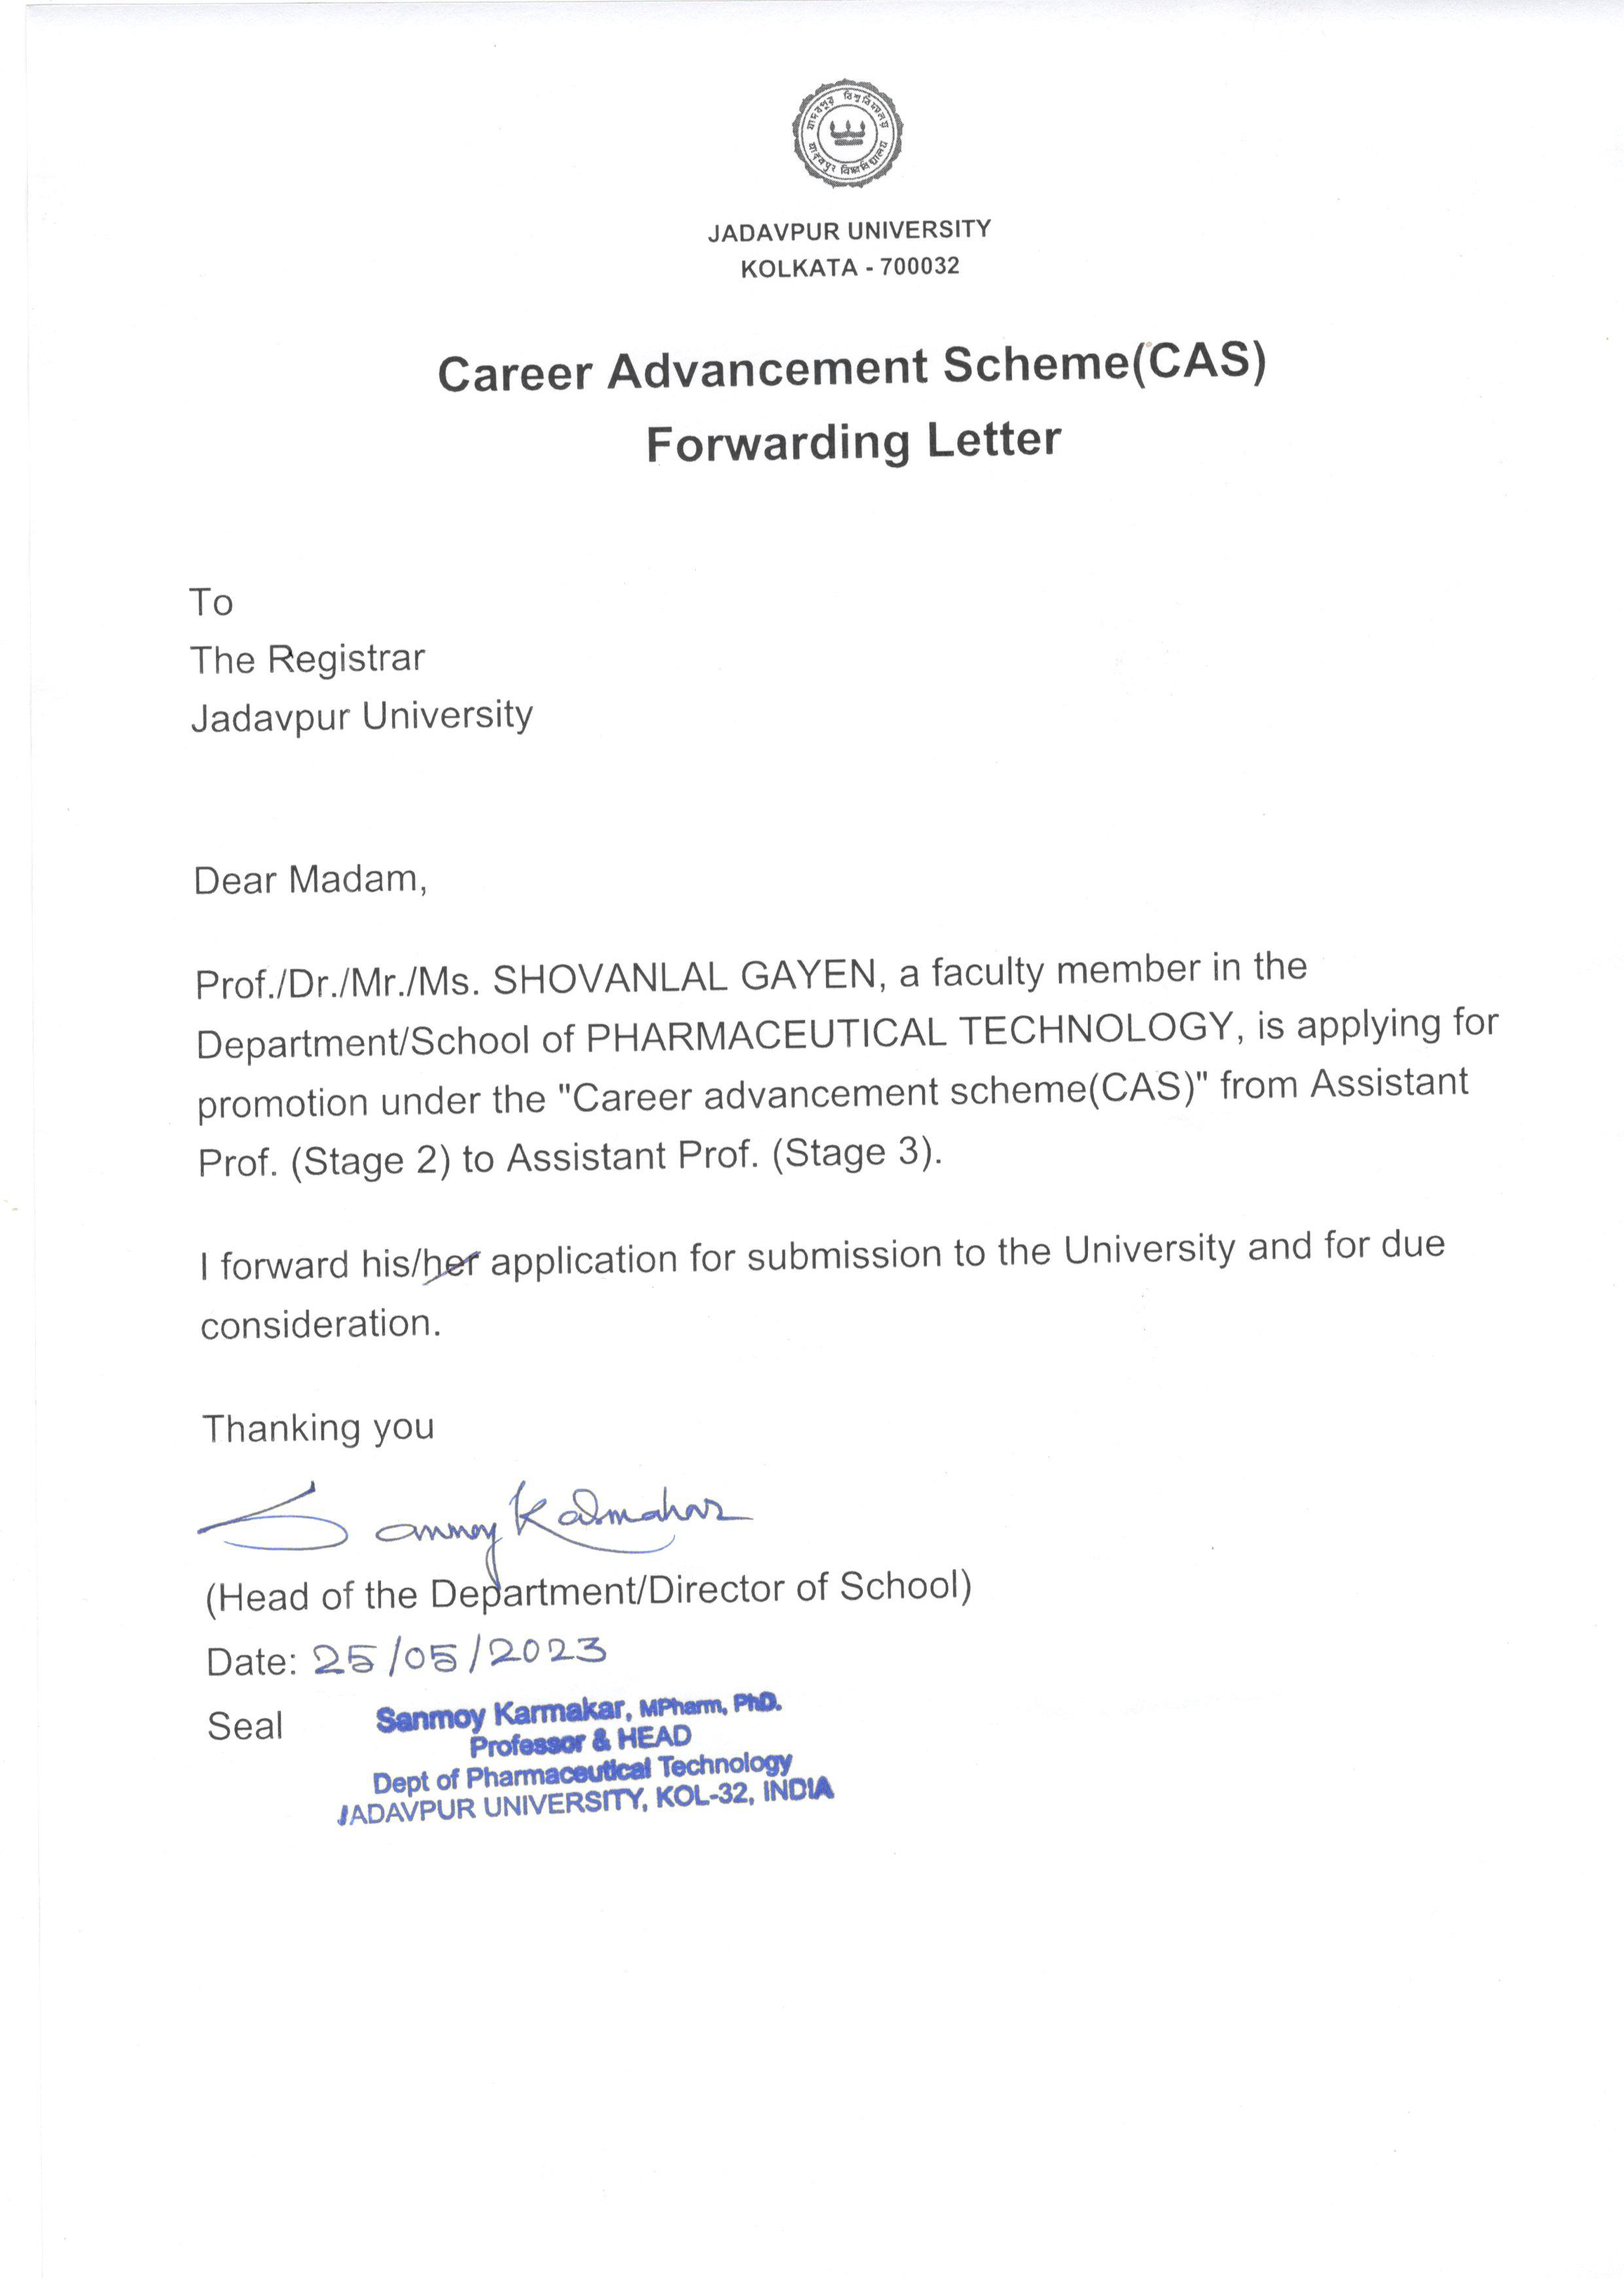 যাদবপুর বিশ্ববিদ্যালয়
JADAVPUR UNIVERSITY
KOLKATA - 700032
Career Advancement Scheme(CAS)
Forwarding Letter
To
The Registrar
Jadavpur University
Dear Madam,
Prof./Dr./Mr./Ms. SHOVANLAL GAYEN, a faculty member in the
Department/School of PHARMACEUTICAL TECHNOLOGY, is applying for
promotion under the "Career advancement scheme(CAS)" from Assistant
Prof. (Stage 2) to Assistant Prof. (Stage 3).
I forward his/her application for submission to the University and for due
consideration.
Thanking you
Sanmoy Karmakar
(Head of the Department/Director of School)
Date: 25/05/2023
Seal
Sanmoy Karmakar, MPharm, PhD.
Professor & HEAD
Dept of Pharmaceutical Technology
JADAVPUR UNIVERSITY, KOL-32, INDIA